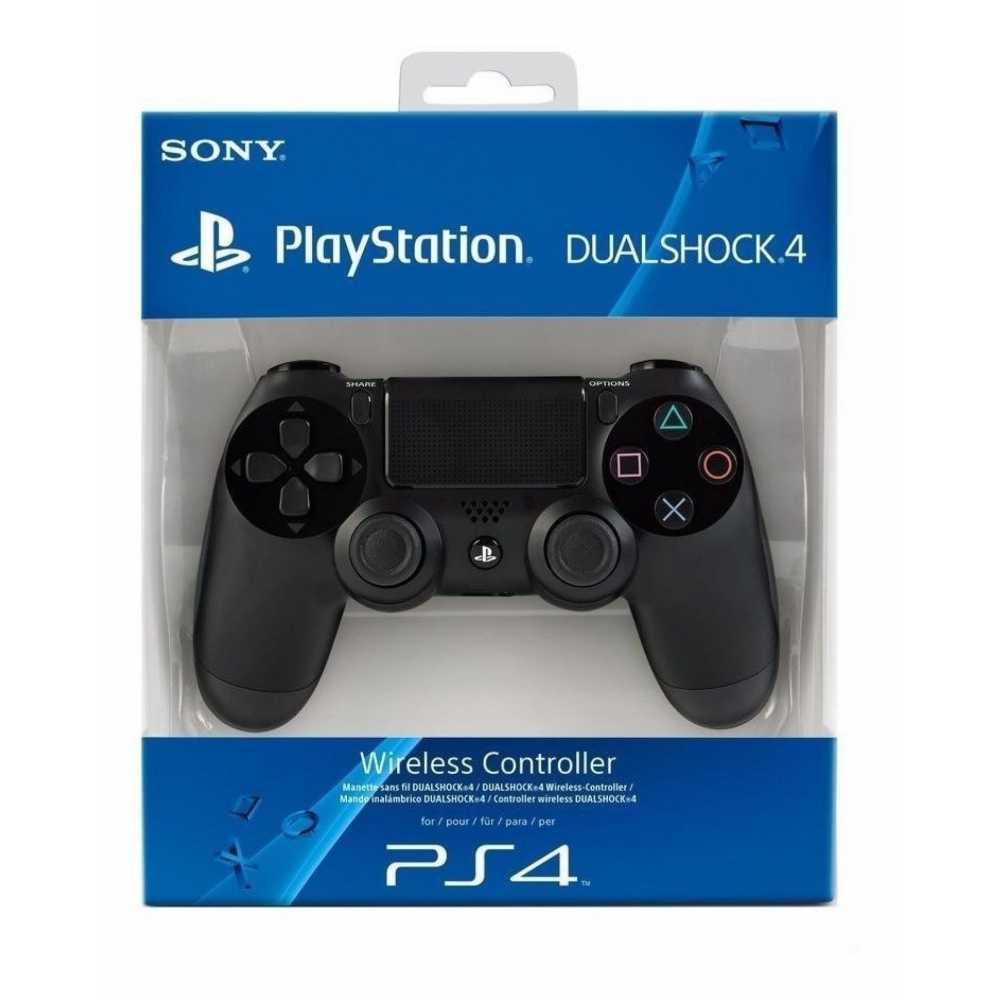 SONY®
PlayStation® DUALSHOCK®4
SHARE
OPTIONS
Wireless Controller
Manette sans fil DUALSHOCK®4 / DUALSHOCK®4 Wireless-Controller /
Mando inalámbrico DUALSHOCK®4 / Controller wireless DUALSHOCK®4
for / pour / für / para / per
PS4™